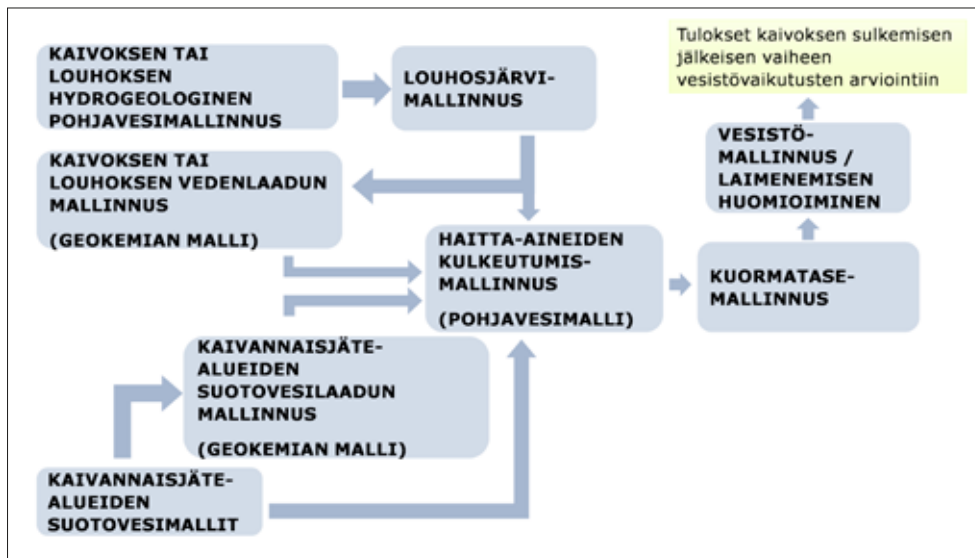 KAIVOKSEN TAI
LOUHOKSEN
HYDROGEOLOGINEN
POHJAVESIMALLINNUS
LOUHOSJÄRVI-
MALLINNUS
Tulokset kaivoksen sulkemisen
jälkeisen vaiheen
vesistövaikutusten arviointiin
KAIVOKSEN TAI
LOUHOKSEN VEDENLAADUN
MALLINNUS
(GEOKEMIAN MALLI)
VESISTÖ-
MALLINNUS /
LAIMENEMISEN
HUOMIOIMINEN
HAITTA-AINEIDEN
KULKEUTUMIS-
MALLINNUS
(POHJAVESIMALLI)
KUORMATASE-
MALLINNUS
KAIVANNAISJÄTE-
ALUEIDEN
SUOTOVESILAADUN
MALLINNUS
(GEOKEMIAN MALLI)
KAIVANNAISJÄTE-
ALUEIDEN
SUOTOVESIMALLIT